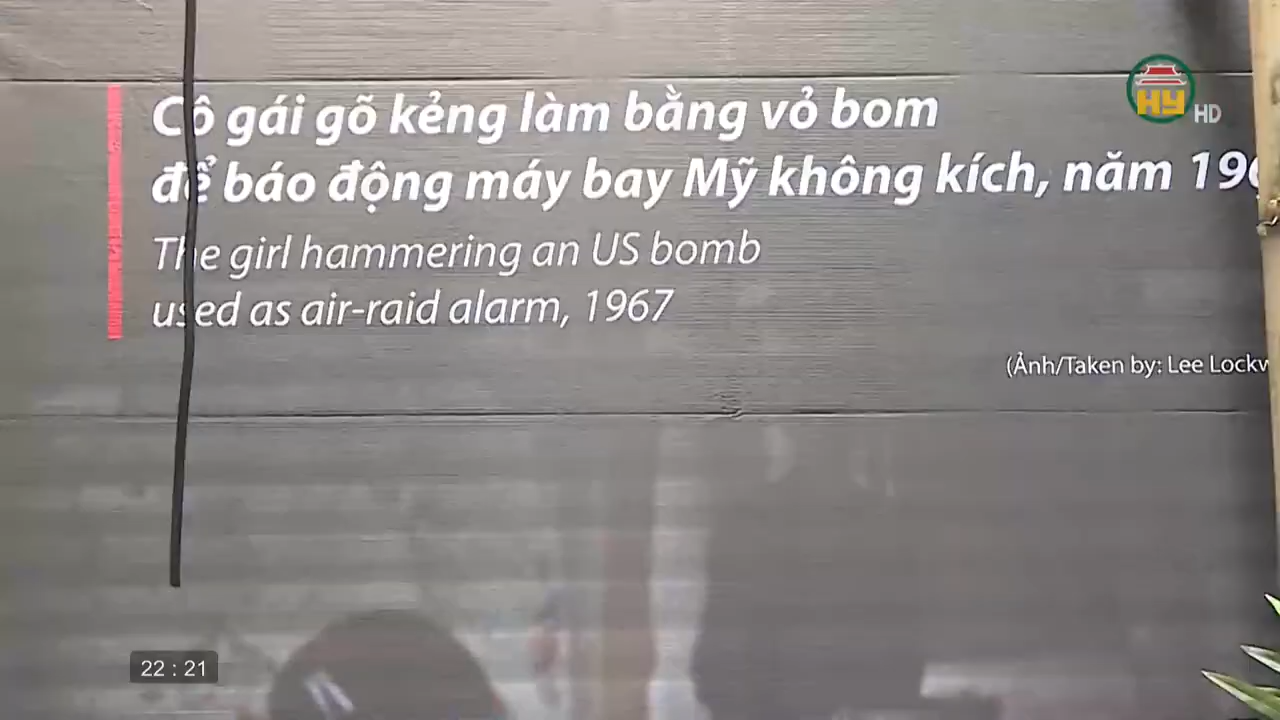 HY HD
Cô gái gõ kẻng làm bằng vỏ bom
để báo động máy bay Mỹ không kích, năm
The girl hammering an US bomb
used as air-raid alarm, 1967
(Ảnh/Taken by: Lee
22 : 21